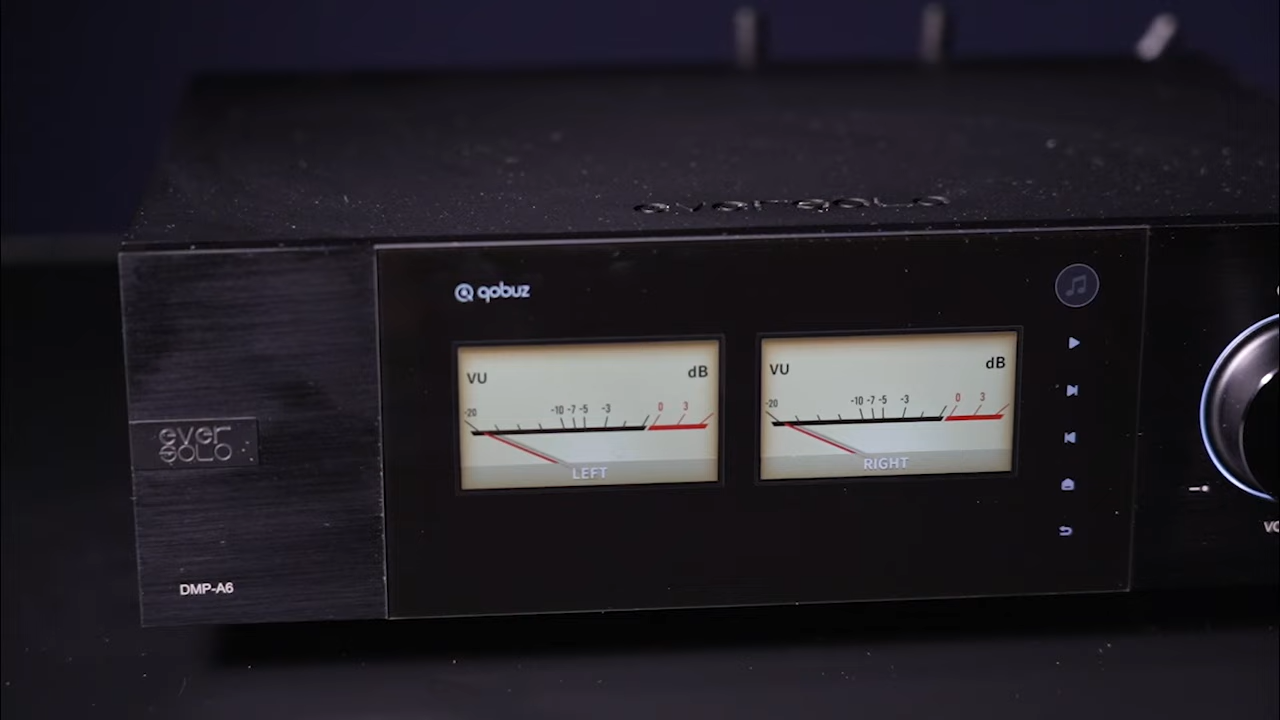 eversolo
qobuz
VU dB
-20 -10 -7 -5 -3 0 3
LEFT
VU dB
-20 -10 -7 -5 -3 0 3
RIGHT
ever
solo
DMP-A6